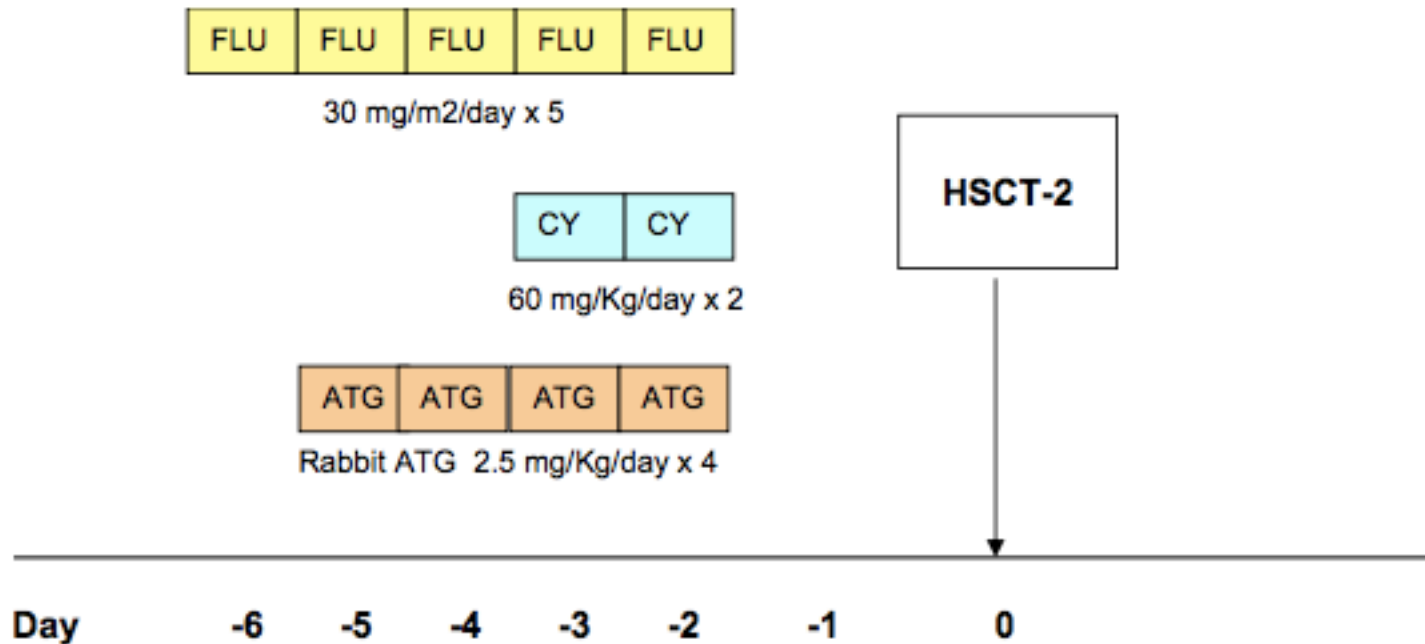 FLU FLU FLU FLU FLU
30 mg/m2/day x 5
HSCT-2
CY CY
60 mg/Kg/day x 2
ATG ATG ATG ATG
Rabbit ATG 2.5 mg/Kg/day x 4
Day -6 -5 -4 -3 -2 -1 0